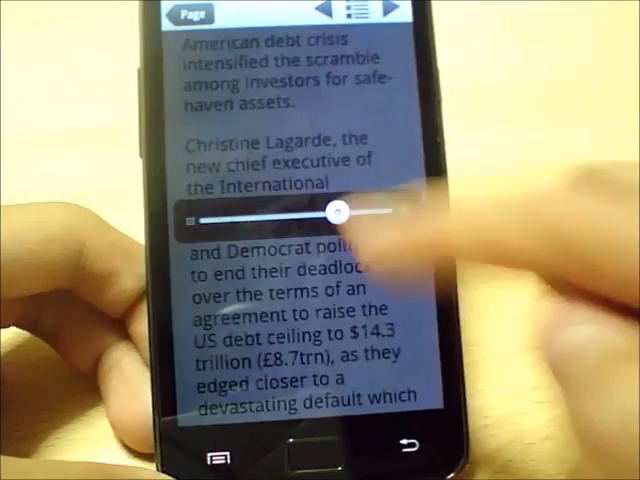 Page
American debt crisis
intensified the scramble
among investors for safe-
haven assets.
Christine Lagarde, the
new chief executive of
the International
and Democrat
to end their
over the terms of an
agreement to raise the
US debt ceiling to $14.3
trillion (£8.7trn), as they
edged closer to a
devastating default which